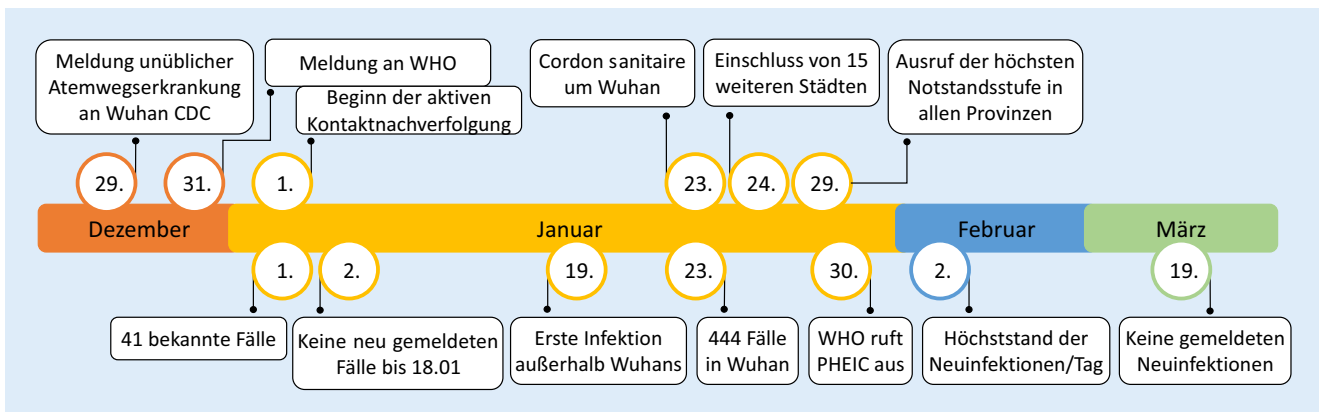 Meldung unüblicher
Atemwegserkrankung
an Wuhan CDC
Meldung an WHO
Beginn der aktiven
Kontaktnachverfolgung
Cordon sanitaire
um Wuhan
Einschluss von 15
weiteren Städten
Ausruf der höchsten
Notstandsstufe in
allen Provinzen
29.
31.
1.
23.
24.
29.
Dezember
Januar
Februar
März
1.
2.
19.
23.
30.
2.
19.
41 bekannte Fälle
Keine neu gemeldeten
Fälle bis 18.01
Erste Infektion
außerhalb Wuhans
444 Fälle
in Wuhan
WHO ruft
PHEIC aus
Höchststand der
Neuinfektionen/Tag
Keine gemeldeten
Neuinfektionen